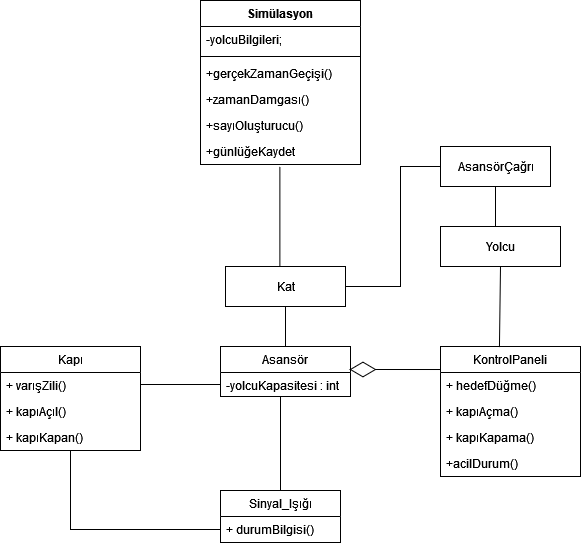 Simülasyon
-yolcuBilgileri;
+gerçekZamanGeçişi()
+zamanDamgası()
+sayıOluşturucu()
+günlüğeKaydet
AsansörÇağrı
Yolcu
Kat
Kapı
+ varışZili()
+ kapıAçıl()
+ kapıKapan()
Asansör
-yolcuKapasitesi : int
KontrolPaneli
+ hedefDüğme()
+ kapıAçma()
+ kapıKapama()
+acilDurum()
Sinyal_Işığı
+ durumBilgisi()